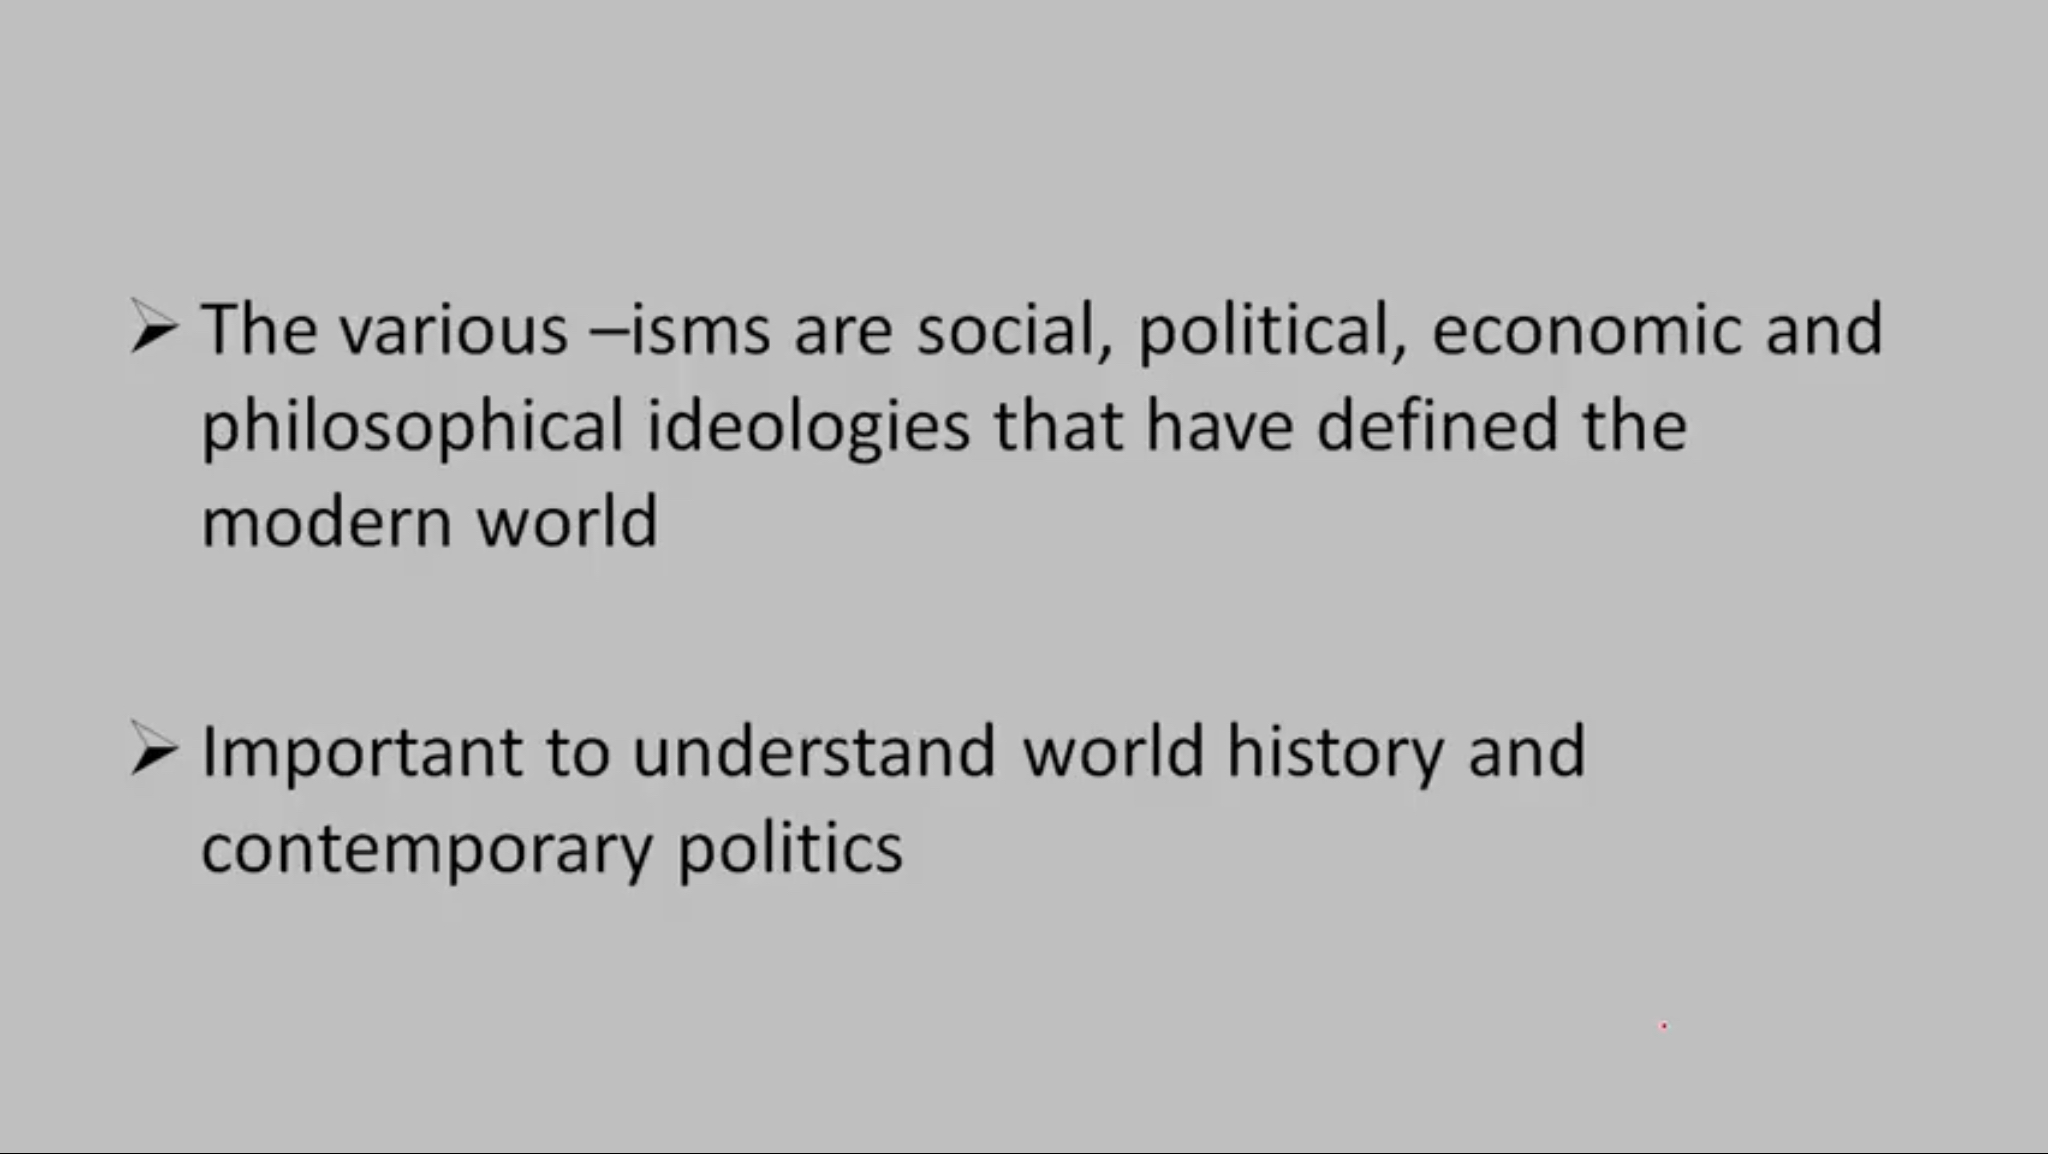 ➢ The various –isms are social, political, economic and
philosophical ideologies that have defined the
modern world
➢ Important to understand world history and
contemporary politics